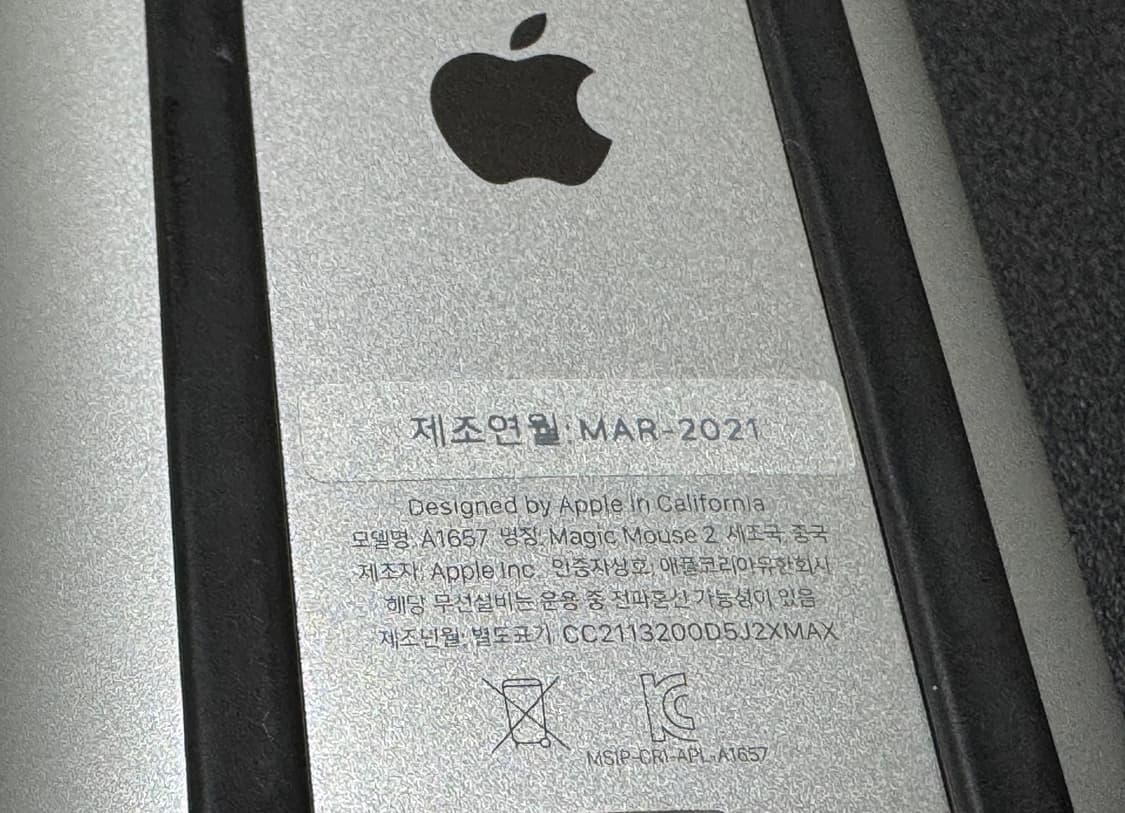 제조연월: MAR-2021
Designed by Apple in California
모델명: A1657 명칭: Magic Mouse 2 제조국: 중국
제조자: Apple Inc. 인증자상호: 애플코리아유한회사
해당 무선설비는 운용 중 전파혼신 가능성이 있음
제조년월: 별도표기 CC2113200D5J2XMAX
MSIP-CRI-APL-A1657